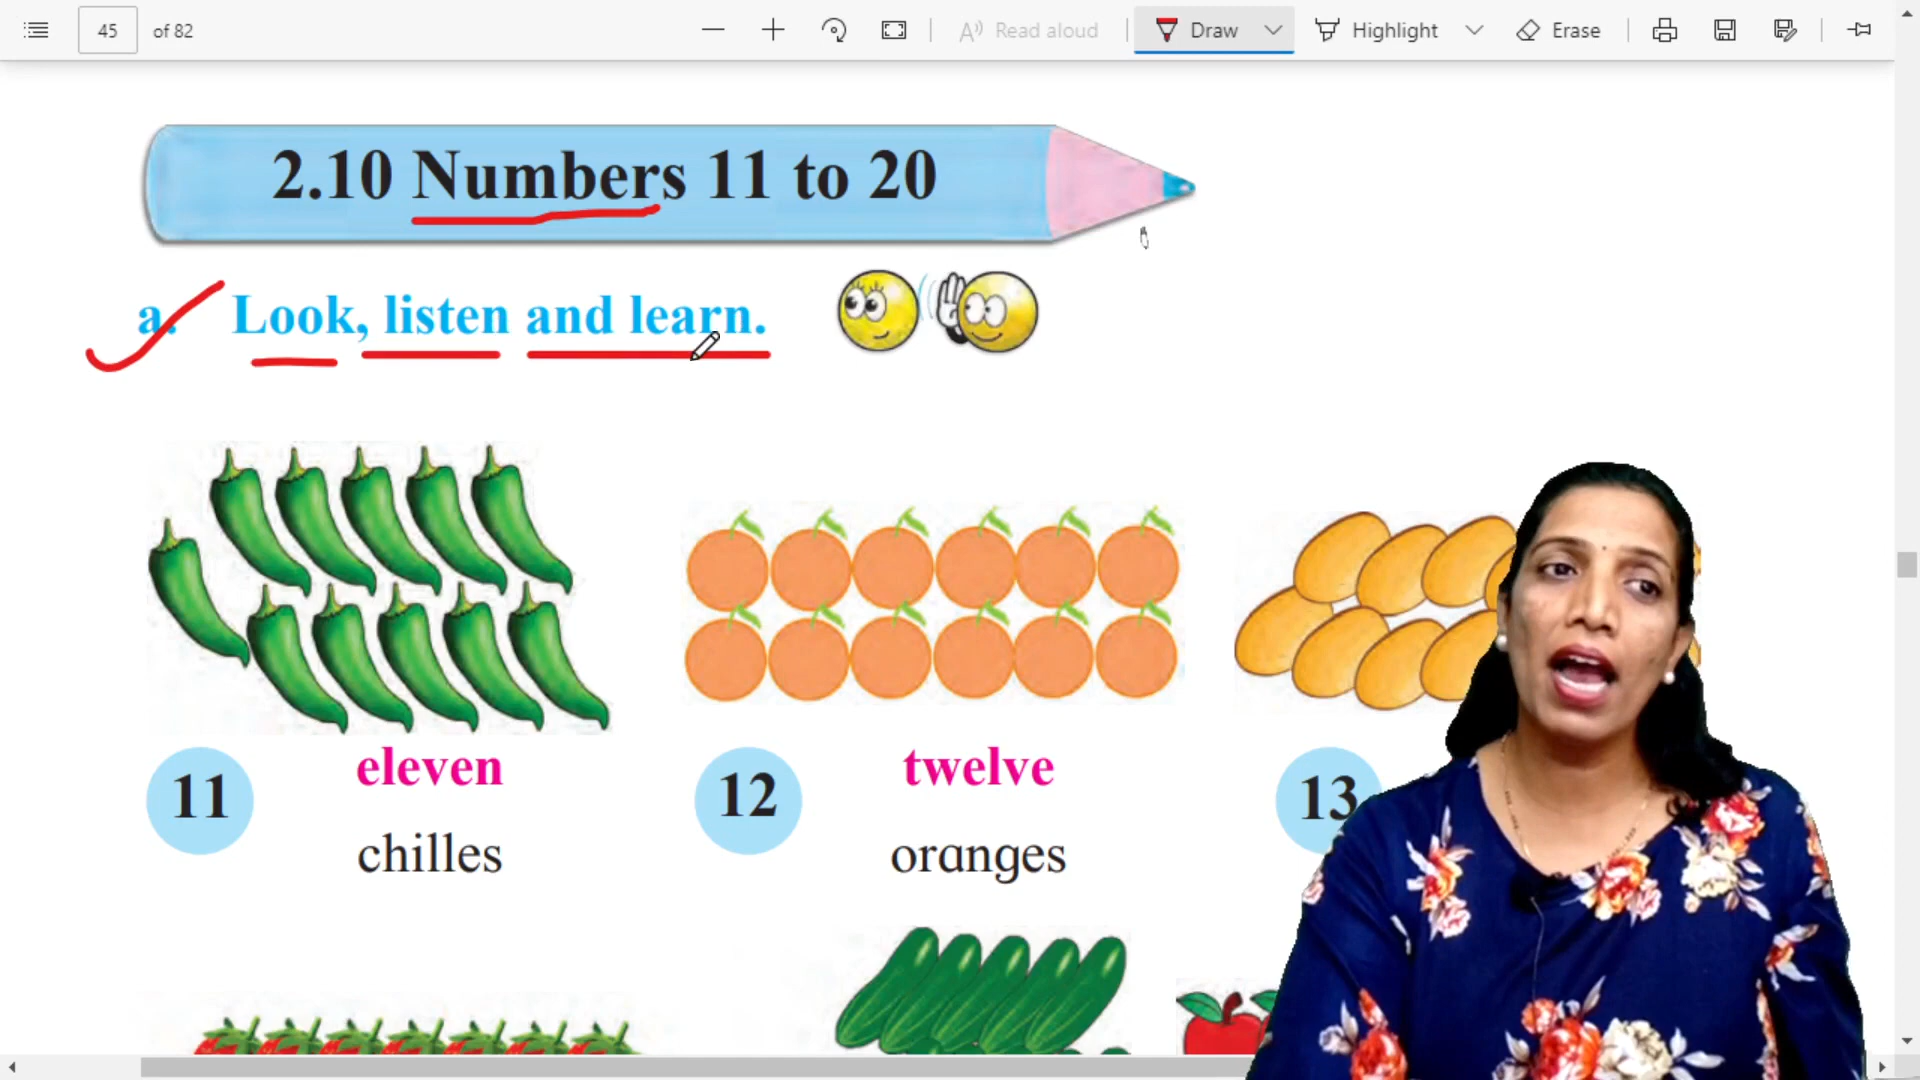 45 of 82 Read aloud Draw Highlight Erase
2.10 Numbers 11 to 20
a. Look, listen and learn.
eleven twelve
11 12 13
chilles oranges